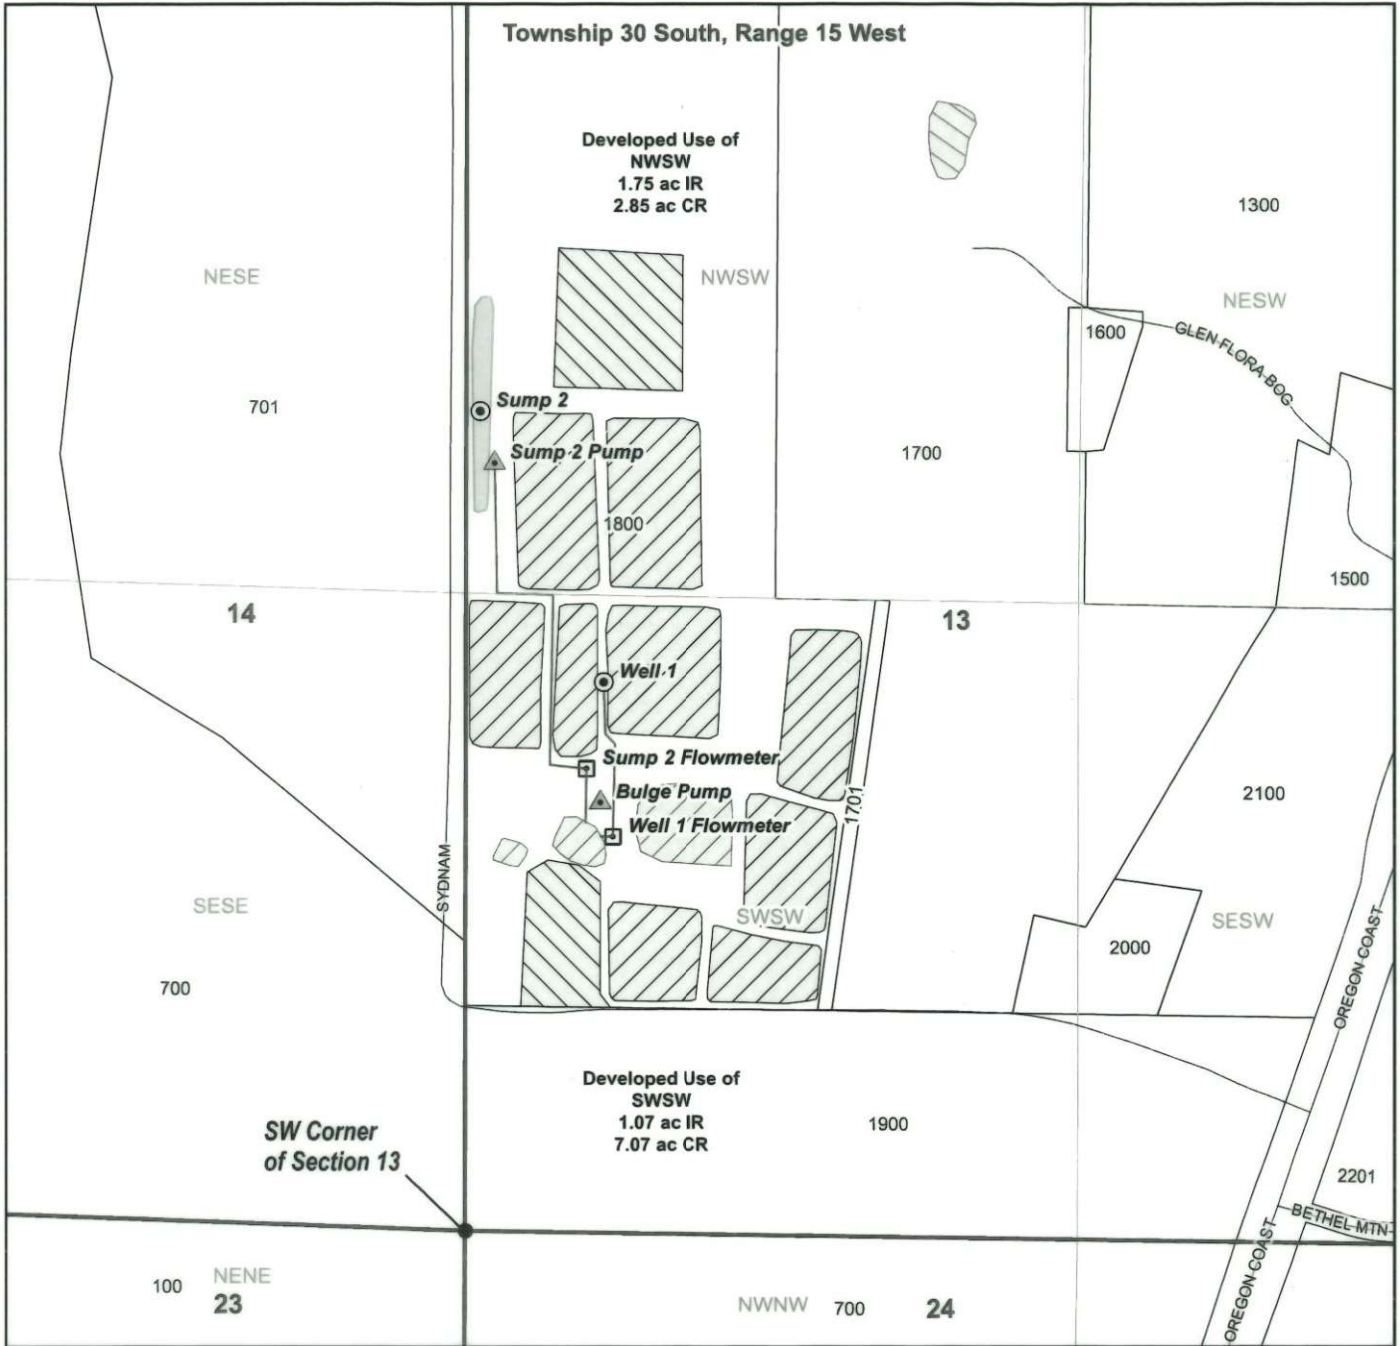 Township 30 South, Range 15 West
Developed Use of
NWSW
1.75 ac IR
2.85 ac CR
1300
NESE
NWSW
NESW
1600
GLEN FLORA BOG
701
Sump 2
1700
Sump 2 Pump
1800
1500
14
13
Well 1
Sump 2 Flowmeter
Bulge Pump
2100
1701
Well 1 Flowmeter
SYDNAM
SESE
SWSW
SESW
2000
OREGON COAST
700
Developed Use of
SWSW
1.07 ac IR
7.07 ac CR
1900
SW Corner
of Section 13
2201
BETHEL MTN
OREGON COAST
100
NENE
23
NWNW
700
24